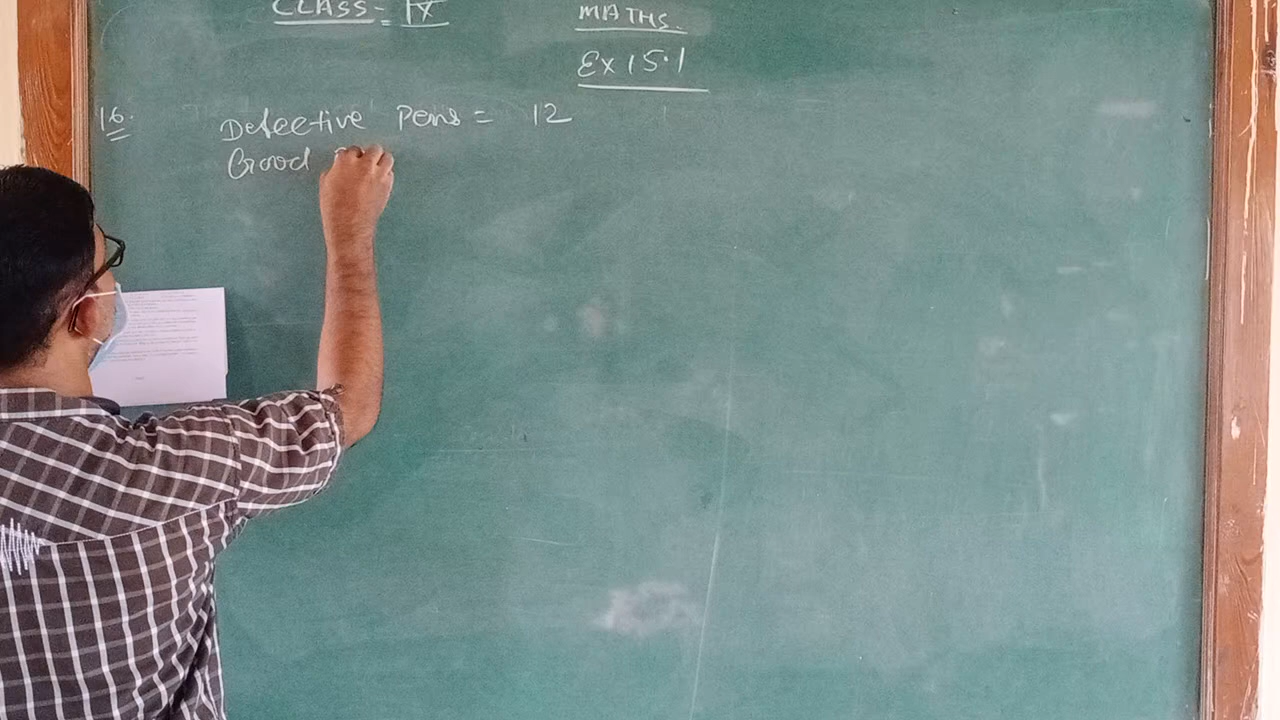 CLASS - IX
MATHS.
Ex 15.1
16.
Defective Pens = 12
Good